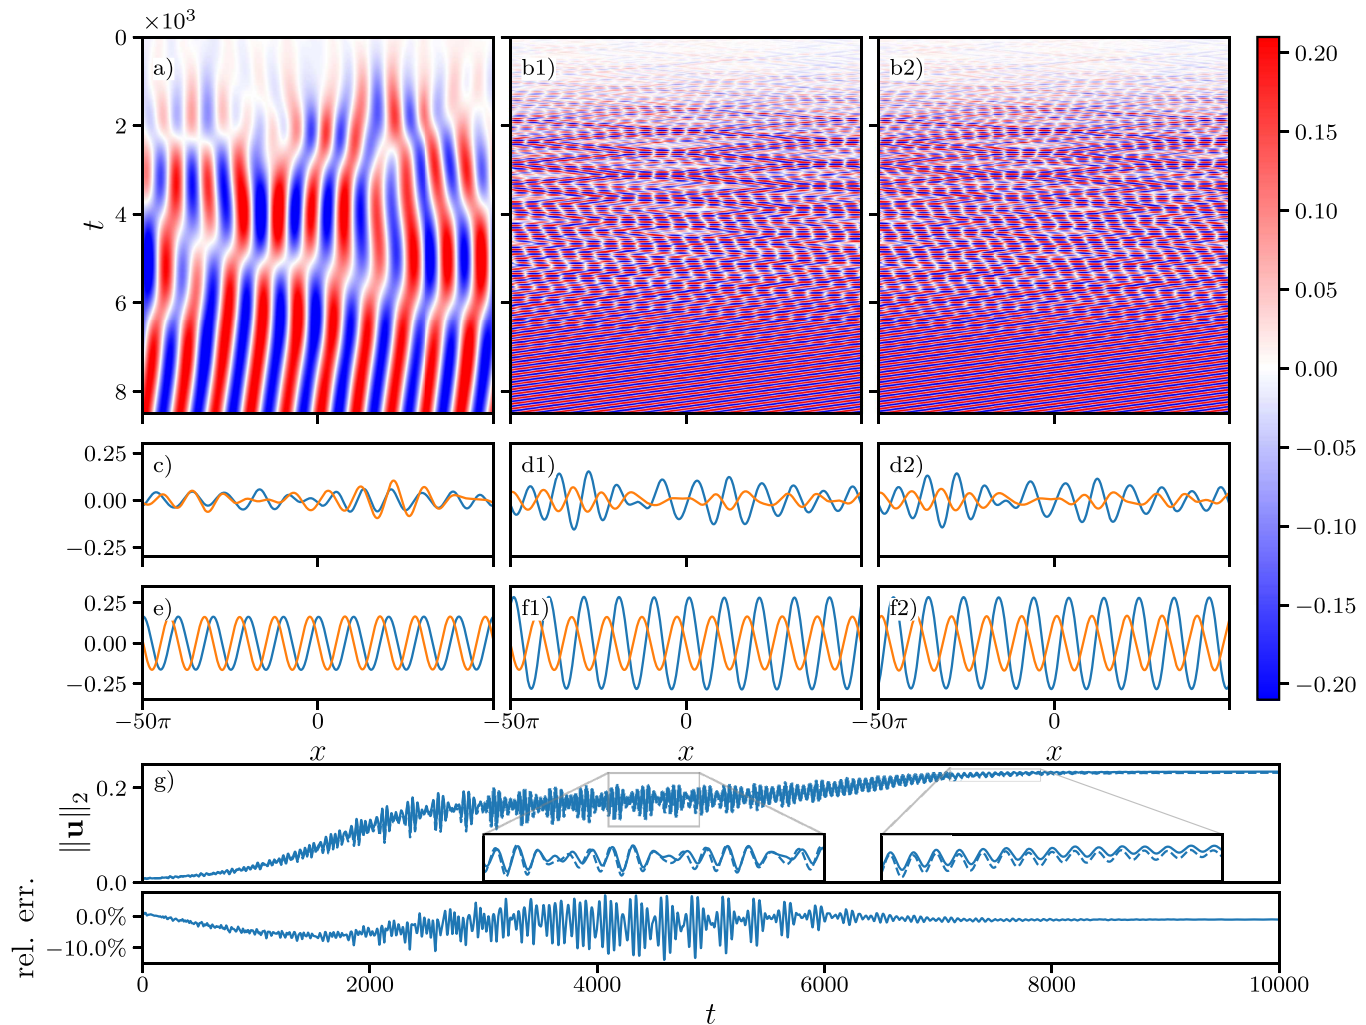 ×10³
a)
b1)
b2)
0
2
4
6
8
t
0.20
0.15
0.10
0.05
0.00
−0.05
−0.10
−0.15
−0.20
c)
d1)
d2)
0.25
0.00
−0.25
e)
f1)
f2)
0.25
0.00
−0.25
−50π 0 −50π 0 −50π 0
x x x
g)
||𝐮||₂
0.2
0.0
rel. err.
0.0%
−10.0%
0 2000 4000 6000 8000 10000
t